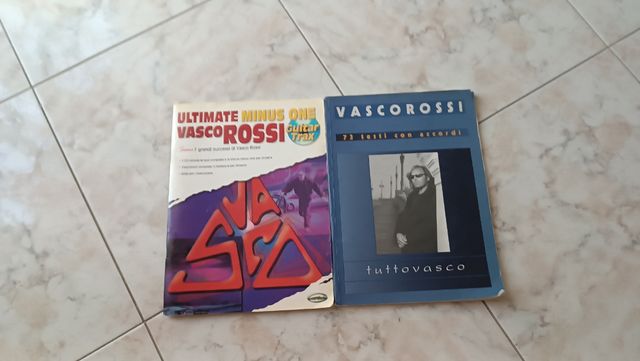 ULTIMATE MINUS ONE
VASCO ROSSI
Guitar
Trax
7 grandi successi di Vasco Rossi
VASCO
VASCOROSSI
73 testi con accordi
tuttovasco